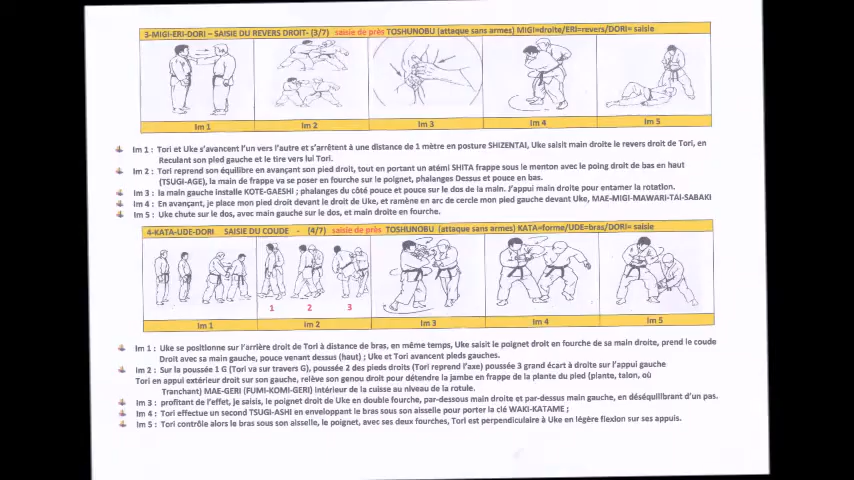 3-MIGI-ERI-DORI – SAISIE DU REVERS DROIT- (3/7) saisie de près TOSHUNOBU (attaque sans armes) MIGI=droite/ERI=revers/DORI= saisie
Im 1 Im 2 Im 3 Im 4 Im 5
Im 1 : Tori et Uke s'avancent l'un vers l'autre et s'arrêtent à une distance de 1 mètre en posture SHIZENTAI, Uke saisit main droite le revers droit de Tori, en
Reculant son pied gauche et le tire vers lui Tori.
Im 2 : Tori reprend son équilibre en avançant son pied droit, tout en portant un atémi SHITA frappe sous le menton avec le poing droit de bas en haut
(TSUGI-AGE), la main de frappe va se poser en fourche sur le poignet, phalanges Dessus et pouce en bas.
Im 3 : la main gauche installe KOTE-GAESHI ; phalanges du côté pouce et pouce sur le dos de la main. J'appui main droite pour entamer la rotation.
Im 4 : En avançant, je place mon pied droit devant le droit de Uke, et ramène en arc de cercle mon pied gauche devant Uke, MAE-MIGI-MAWARI-TAI-SABAKI
Im 5 : Uke chute sur le dos, avec main gauche sur le dos, et main droite en fourche.
4-KATA-UDE-DORI SAISIE DU COUDE - (4/7) saisie de près TOSHUNOBU (attaque sans armes) KATA=forme/UDE=bras/DORI= saisie
1 2 3
Im 1 Im 2 Im 3 Im 4 Im 5
Im 1 : Uke se positionne sur l'arrière droit de Tori à distance de bras, en même temps, Uke saisit le poignet droit en fourche de sa main droite, prend le coude
Droit avec sa main gauche, pouce venant dessus (haut) ; Uke et Tori avancent pieds gauches.
Im 2 : Sur la poussée 1 G (Tori va sur travers G), poussée 2 des pieds droits (Tori reprend l'axe) poussée 3 grand écart à droite sur l'appui gauche
Tori en appui extérieur droit sur son gauche, relève son genou droit pour détendre la jambe en frappe de la plante du pied (plante, talon, où
Tranchant) MAE-GERI (FUMI-KOMI-GERI) intérieur de la cuisse au niveau de la rotule.
Im 3 : profitant de l'effet, je saisis, le poignet droit de Uke en double fourche, par-dessous main droite et par-dessus main gauche, en déséquilibrant d'un pas.
Im 4 : Tori effectue un second TSUGI-ASHI en enveloppant le bras sous son aisselle pour porter la clé WAKI-KATAME ;
Im 5 : Tori contrôle alors le bras sous son aisselle, le poignet, avec ses deux fourches, Tori est perpendiculaire à Uke en légère flexion sur ses appuis.